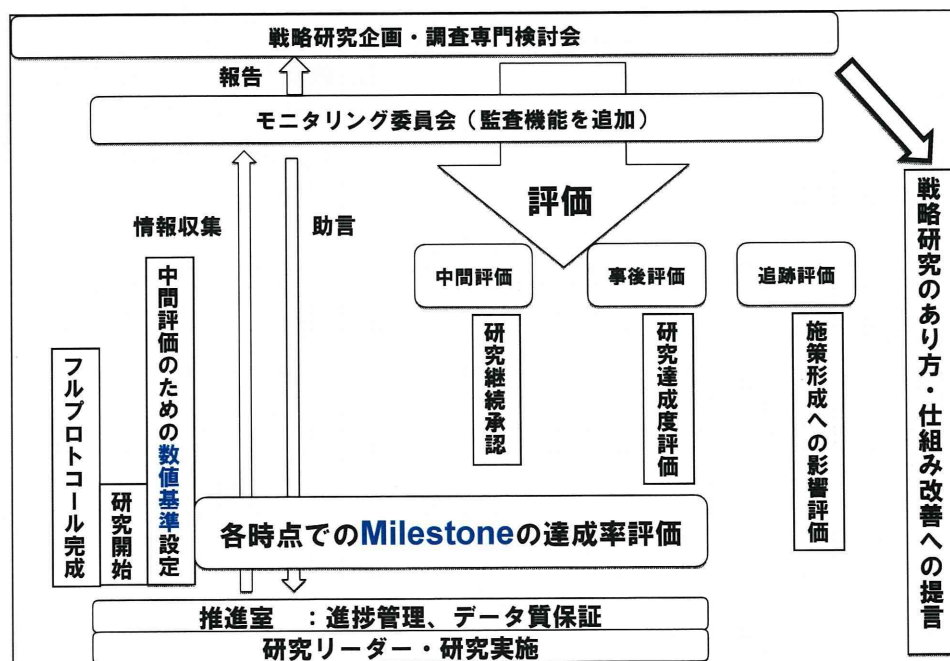 戦略研究企画・調査専門検討会
報告
モニタリング委員会（監査機能を追加）
評価
情報収集
助言
中間評価
事後評価
追跡評価
フルプロトコール完成
研究開始
中間評価のための数値基準設定
研究継続承認
研究達成度評価
施策形成への影響評価
戦略研究のあり方・仕組み改善への提言
各時点でのMilestoneの達成率評価
推進室　：進捗管理、データ質保証
研究リーダー・研究実施